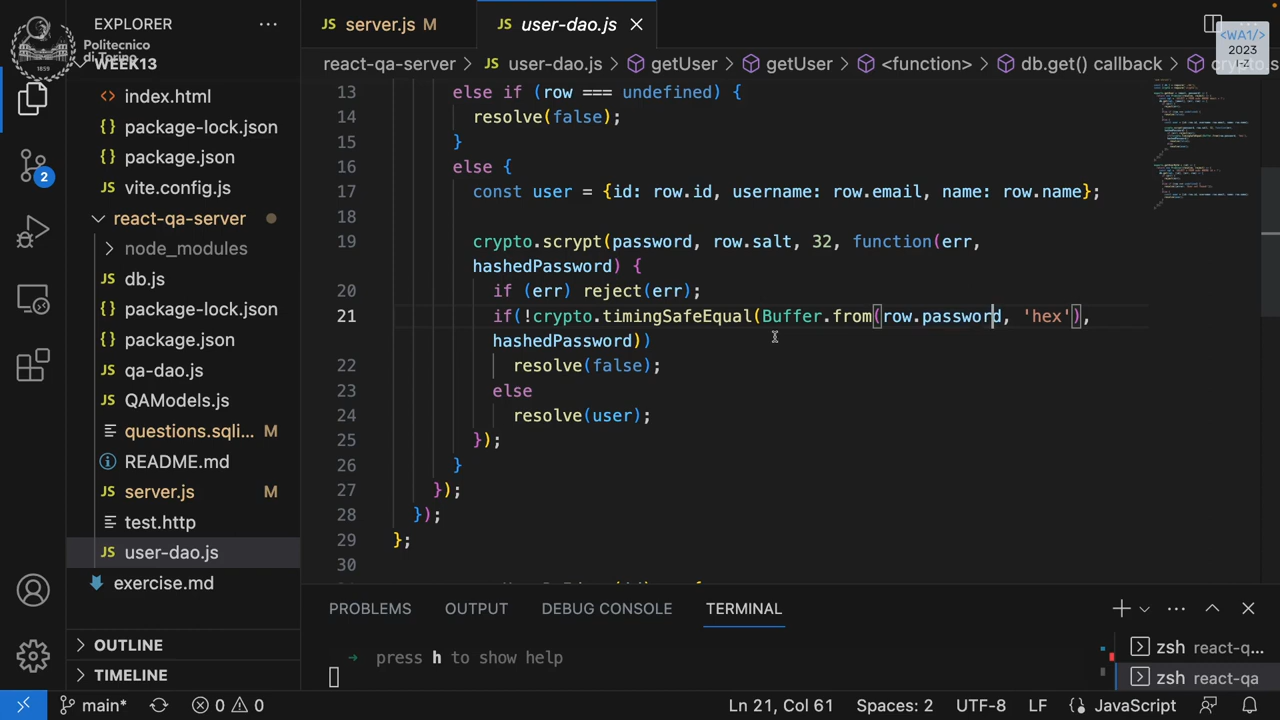 EXPLORER
Politecnico
di Torino
1859
WEEK13
index.html
package-lock.json
package.json
vite.config.js
react-qa-server
node_modules
db.js
package-lock.json
package.json
qa-dao.js
QAModels.js
questions.sqli... M
README.md
server.js M
test.http
user-dao.js
exercise.md
OUTLINE
TIMELINE
2
JS server.js M
JS user-dao.js
<WA1/>
2023
I-Z
react-qa-server > JS user-dao.js > getUser > getUser > <function> > db.get() callback > crypto.s
13 else if (row === undefined) {
14 resolve(false);
15 }
16 else {
17 const user = {id: row.id, username: row.email, name: row.name};
18
19 crypto.scrypt(password, row.salt, 32, function(err,
hashedPassword) {
20 if (err) reject(err);
21 if(!crypto.timingSafeEqual(Buffer.from(row.password, 'hex'),
hashedPassword))
22 resolve(false);
23 else
24 resolve(user);
25 });
26 }
27 });
28 });
29 };
30
PROBLEMS OUTPUT DEBUG CONSOLE TERMINAL
→ press h to show help
zsh react-q...
zsh react-qa
main* 0 0 Ln 21, Col 61 Spaces: 2 UTF-8 LF {} JavaScript